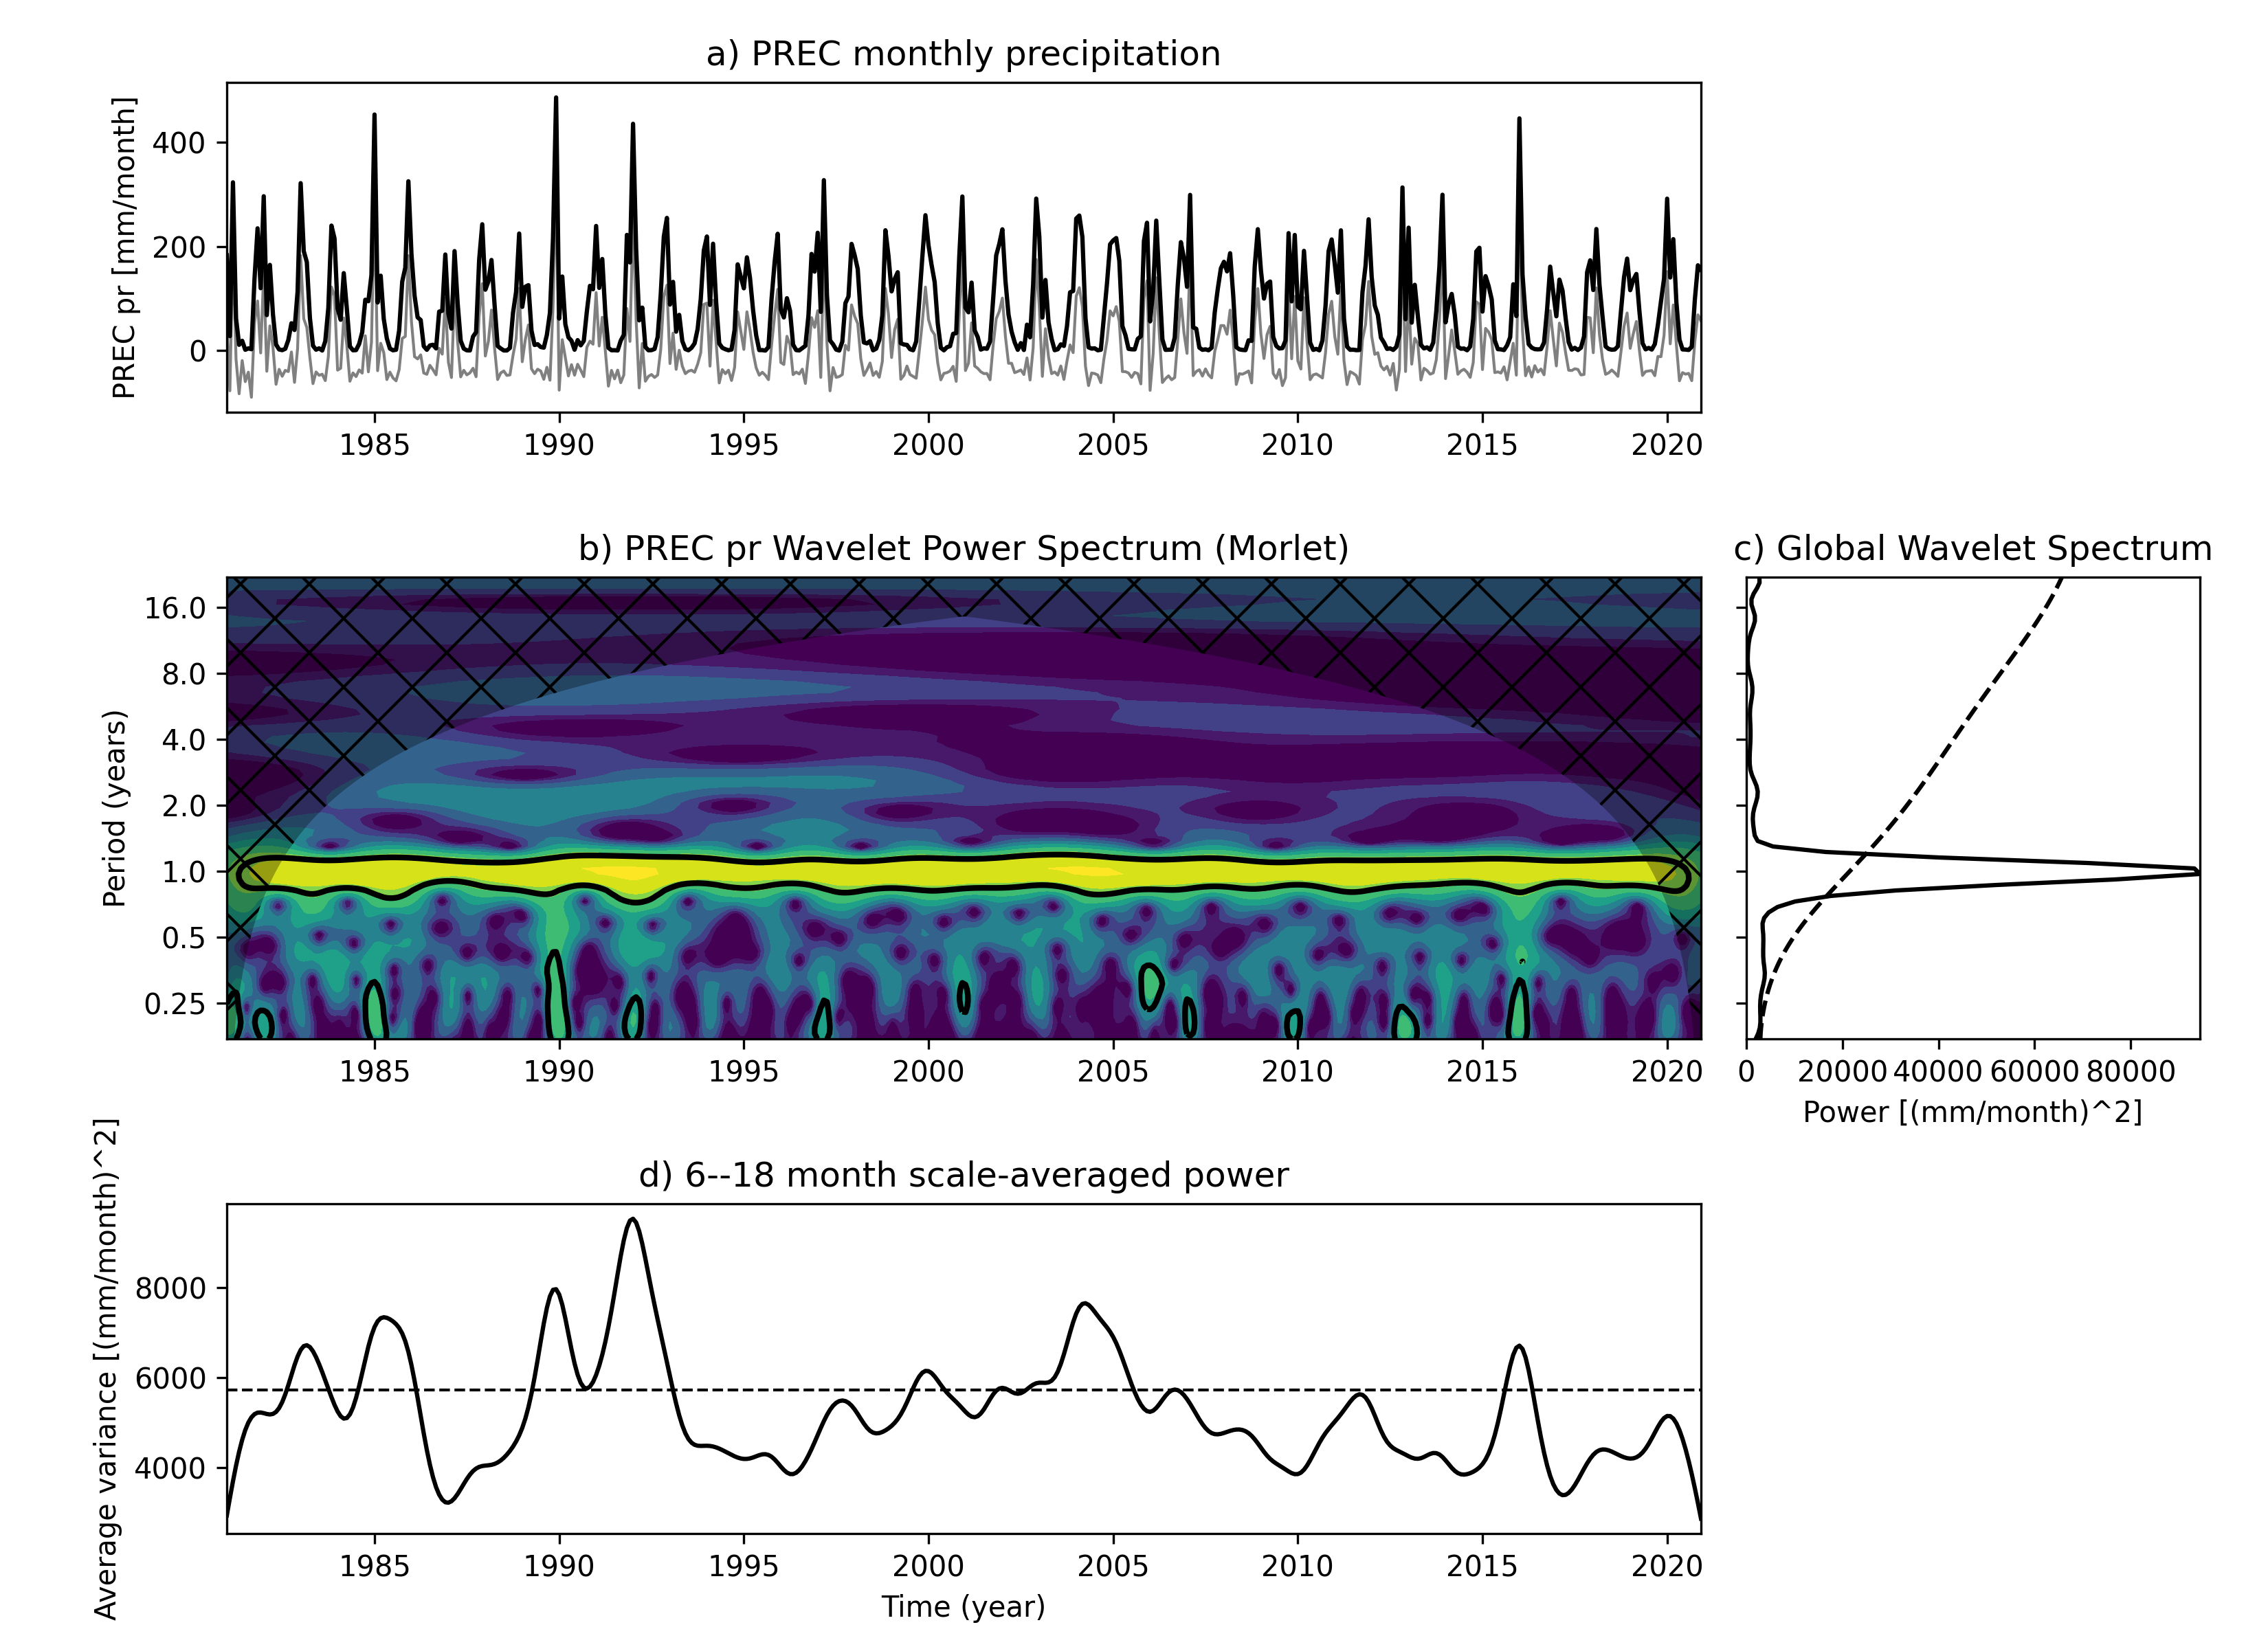 a) PREC monthly precipitation
PREC pr [mm/month]
400
200
0
1985 1990 1995 2000 2005 2010 2015 2020
b) PREC pr Wavelet Power Spectrum (Morlet)
Period (years)
16.0
8.0
4.0
2.0
1.0
0.5
0.25
1985 1990 1995 2000 2005 2010 2015 2020
c) Global Wavelet Spectrum
0 20000 40000 60000 80000
Power [(mm/month)^2]
d) 6--18 month scale-averaged power
Average variance [(mm/month)^2]
8000
6000
4000
1985 1990 1995 2000 2005 2010 2015 2020
Time (year)